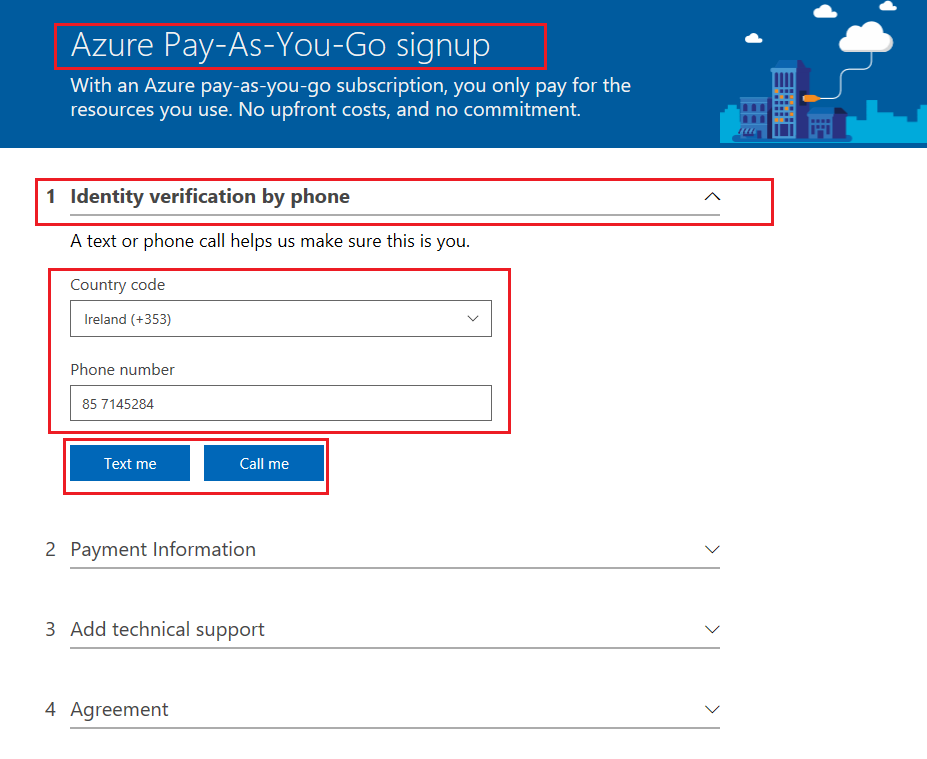 Azure Pay-As-You-Go signup
With an Azure pay-as-you-go subscription, you only pay for the
resources you use. No upfront costs, and no commitment.
1 Identity verification by phone
A text or phone call helps us make sure this is you.
Country code
Ireland (+353)
Phone number
85 7145284
Text me Call me
2 Payment Information
3 Add technical support
4 Agreement